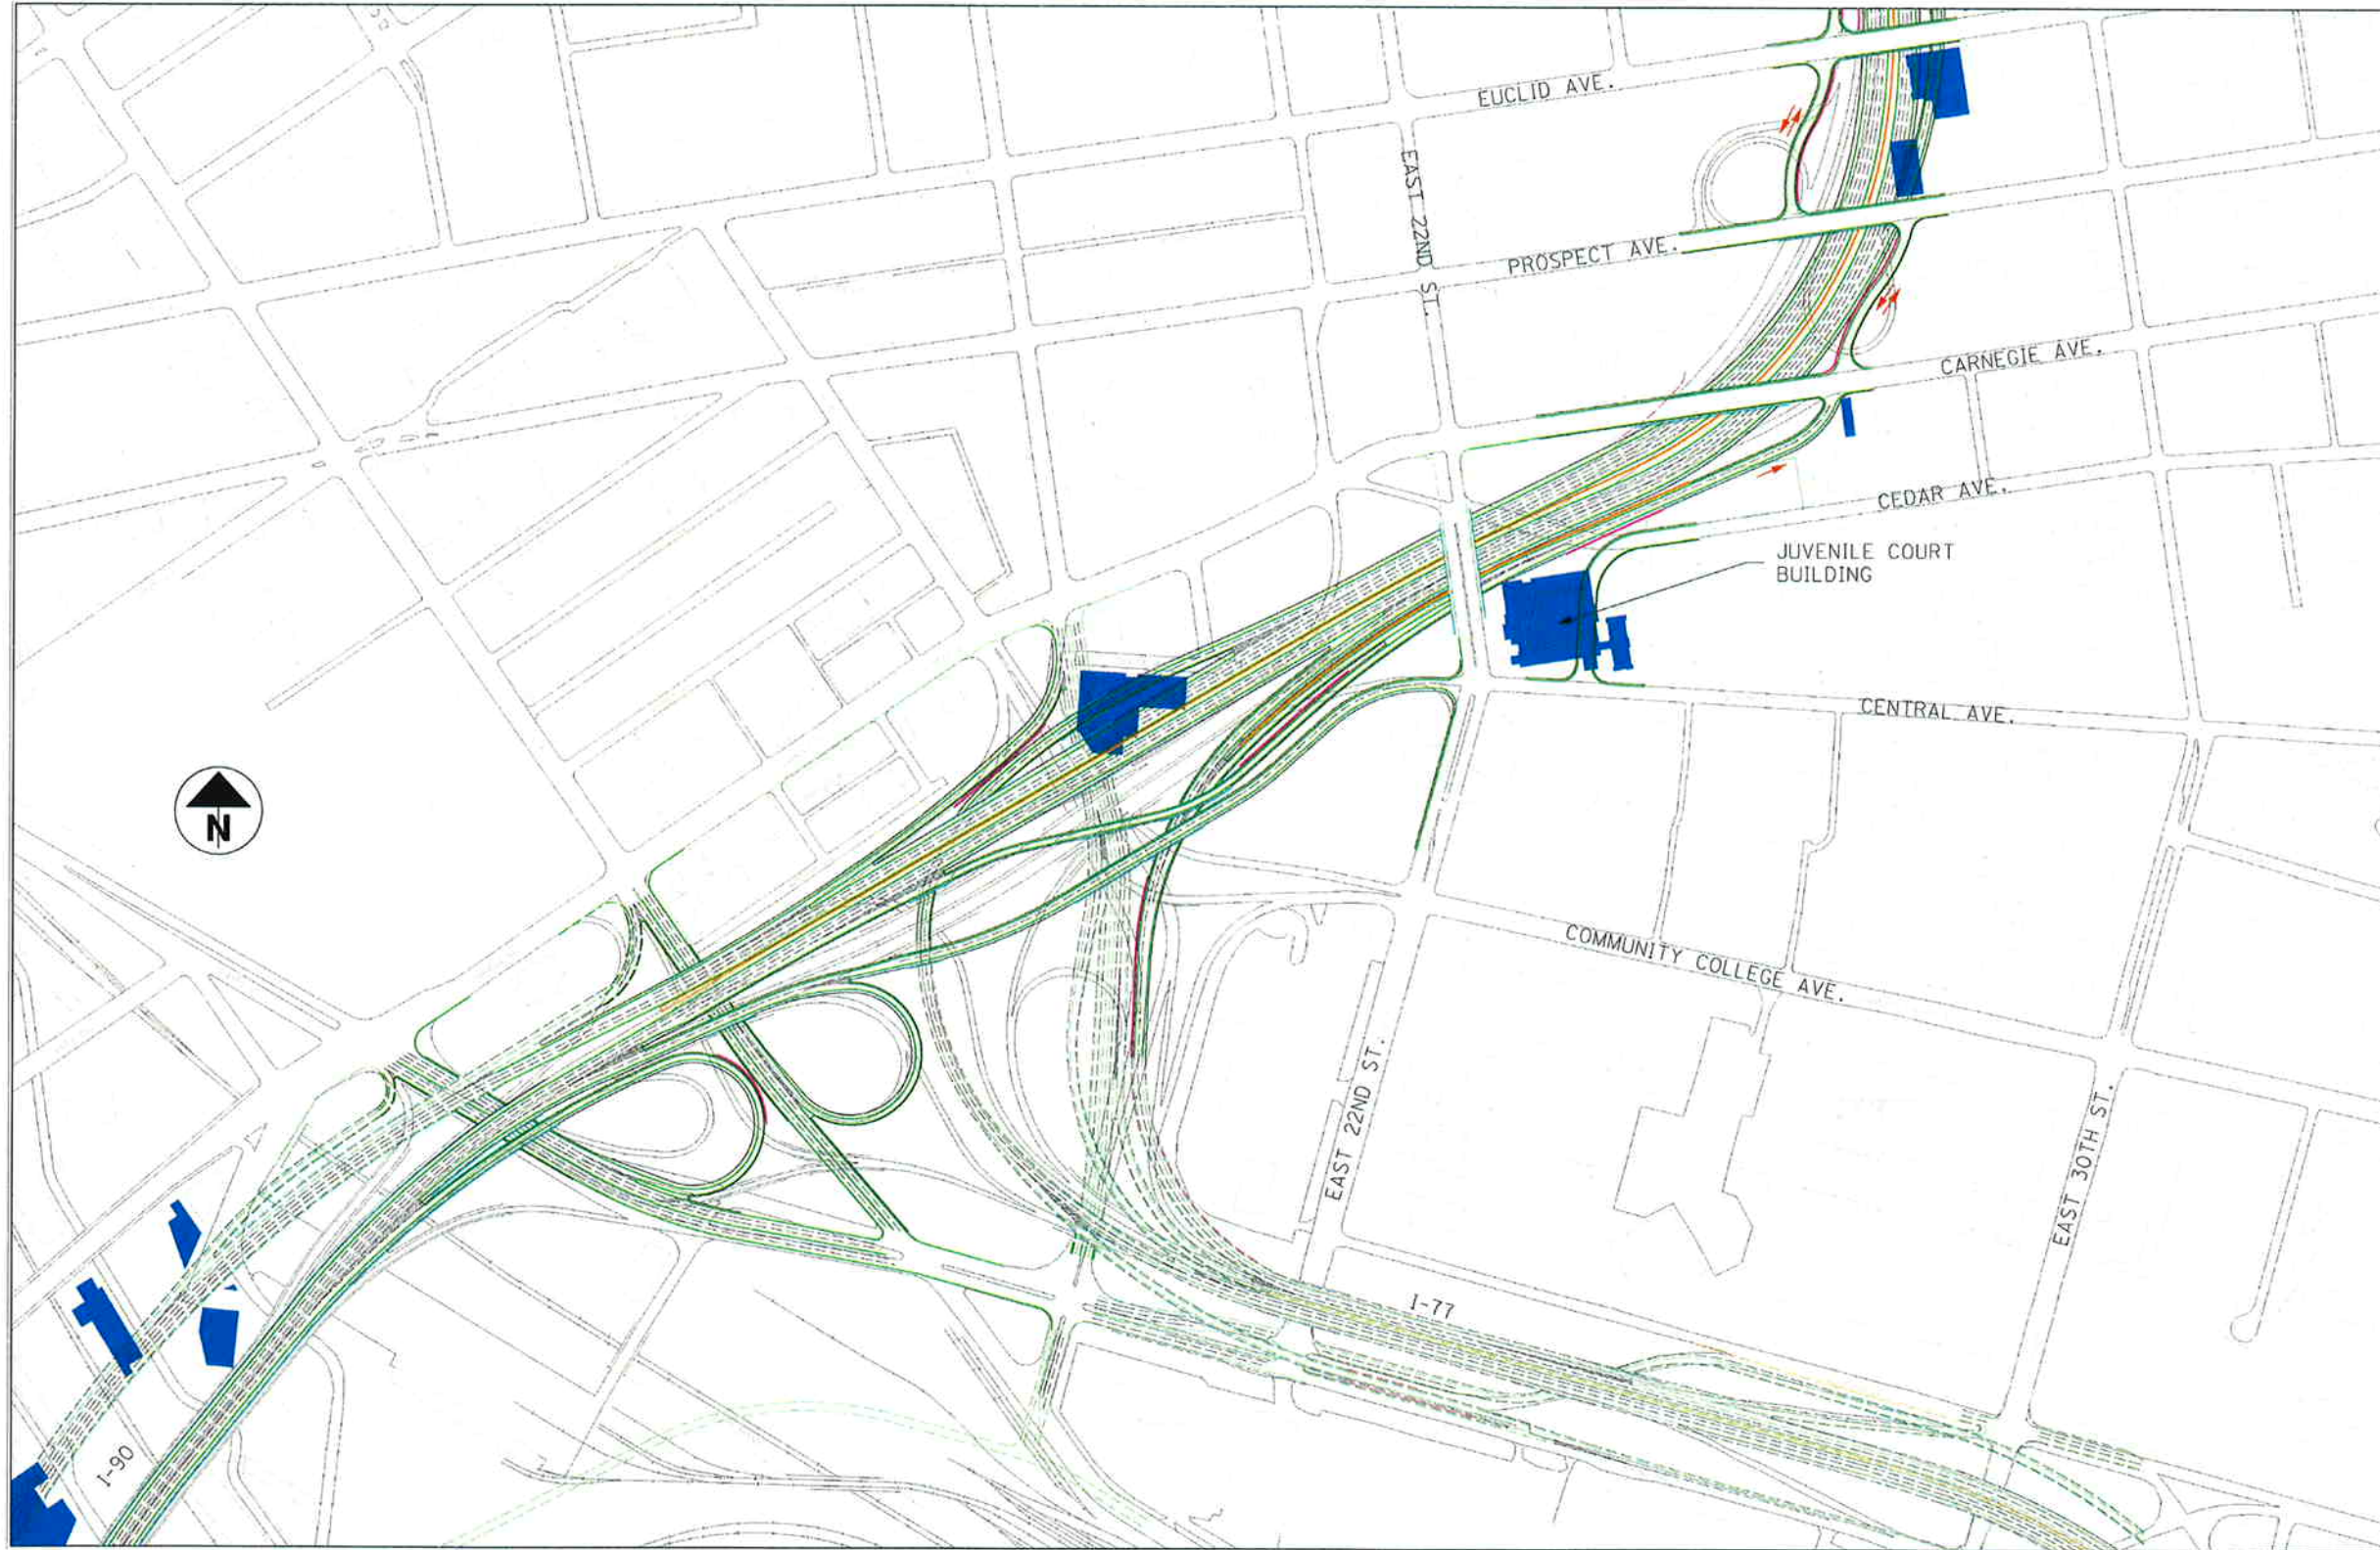 EUCLID AVE.
EAST 22ND ST.
PROSPECT AVE.
CARNEGIE AVE.
CEDAR AVE.
JUVENILE COURT
BUILDING
CENTRAL AVE.
N
COMMUNITY COLLEGE AVE.
EAST 22ND ST.
EAST 30TH ST.
I-77
I-90